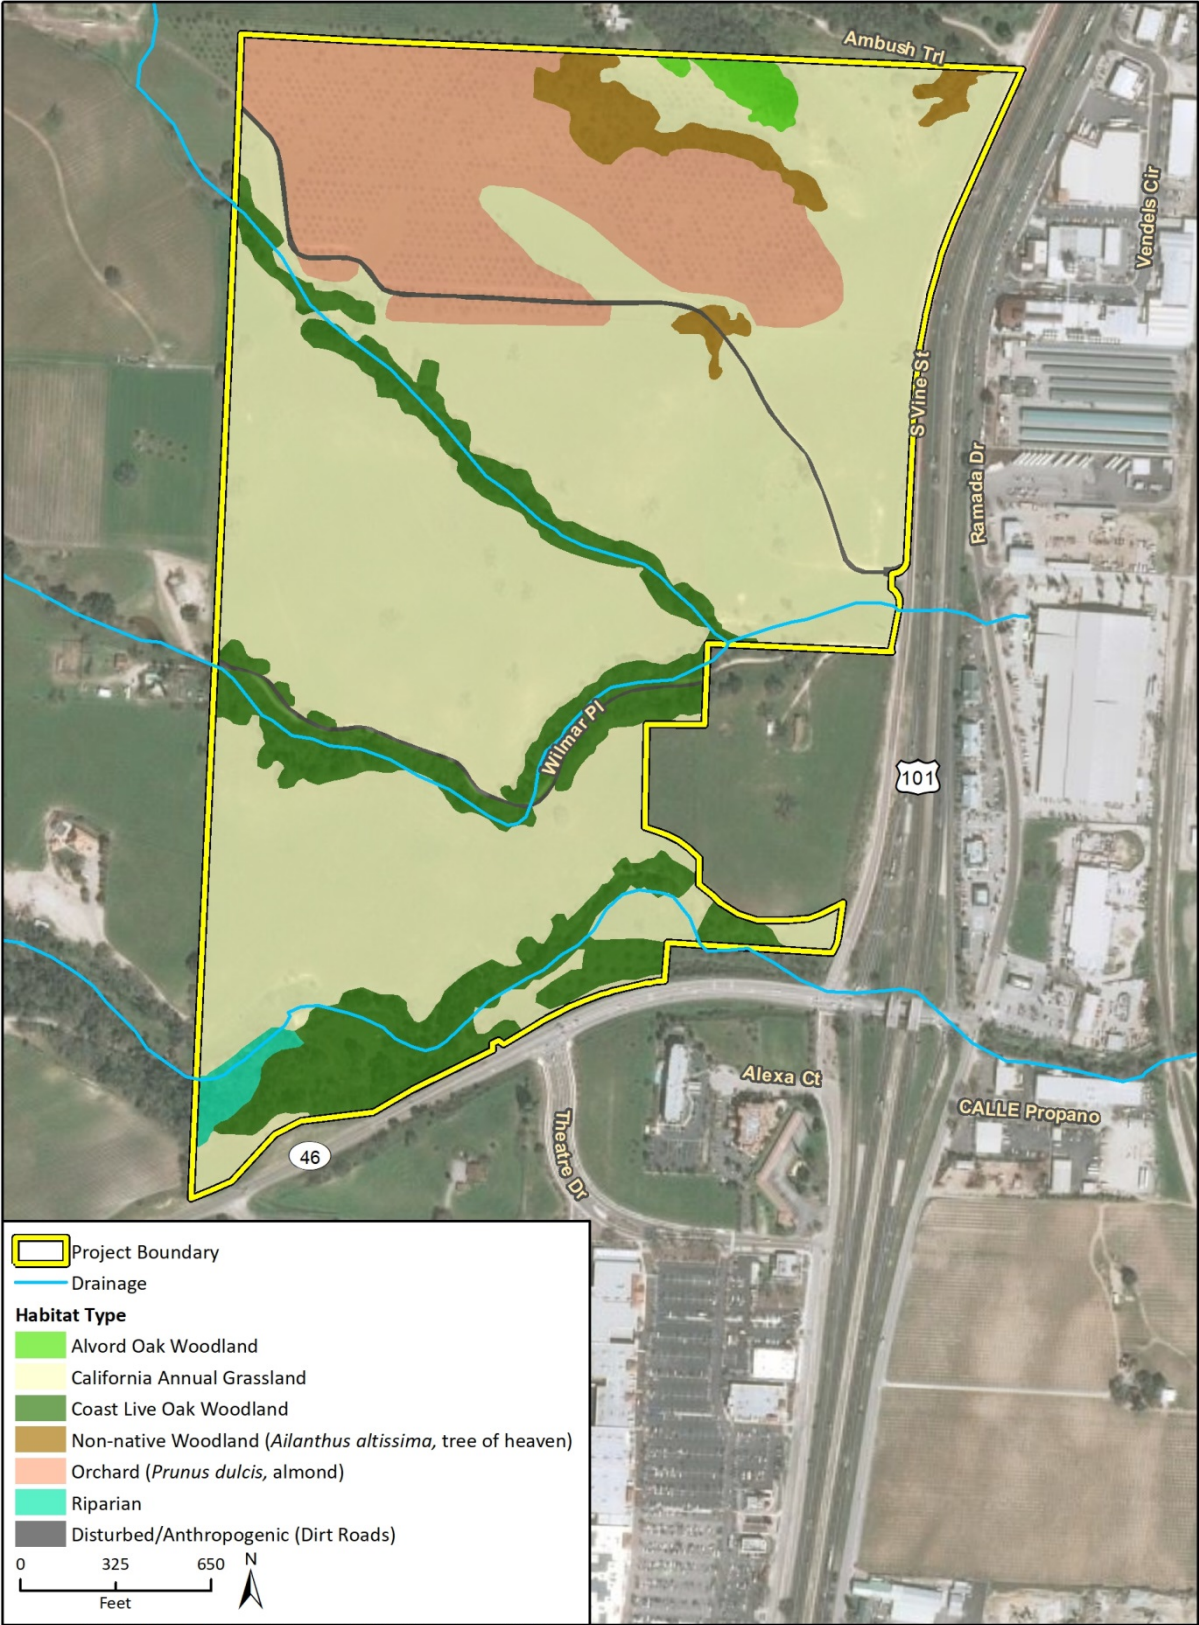 Ambush Trl
Vendels Cir
S Vine St
Ramada Dr
Wilmar Pl
101
Alexa Ct
CALLE Propano
Theatre Dr
46
Project Boundary
Drainage
Habitat Type
Alvord Oak Woodland
California Annual Grassland
Coast Live Oak Woodland
Non-native Woodland (Ailanthus altissima, tree of heaven)
Orchard (Prunus dulcis, almond)
Riparian
Disturbed/Anthropogenic (Dirt Roads)
0 325 650 N
Feet